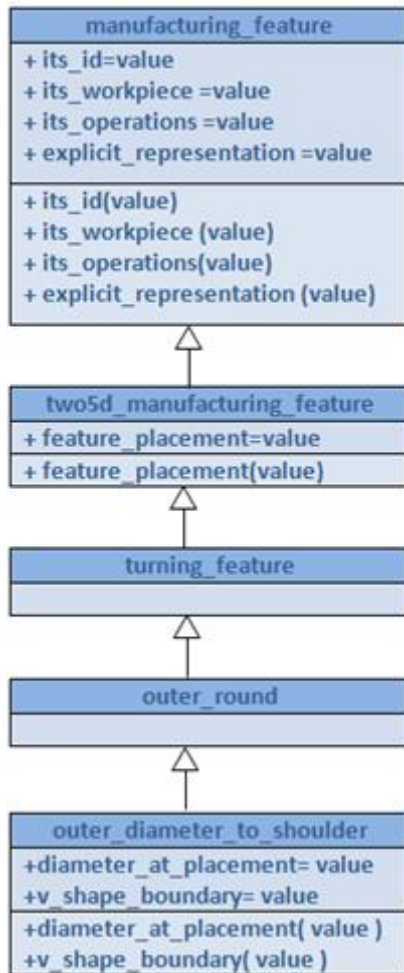 manufacturing_feature
+ its_id=value
+ its_workpiece =value
+ its_operations =value
+ explicit_representation =value
+ its_id(value)
+ its_workpiece (value)
+ its_operations(value)
+ explicit_representation (value)
two5d_manufacturing_feature
+ feature_placement=value
+ feature_placement(value)
turning_feature
outer_round
outer_diameter_to_shoulder
+diameter_at_placement= value
+v_shape_boundary= value
+diameter_at_placement( value )
+v_shape_boundary( value )